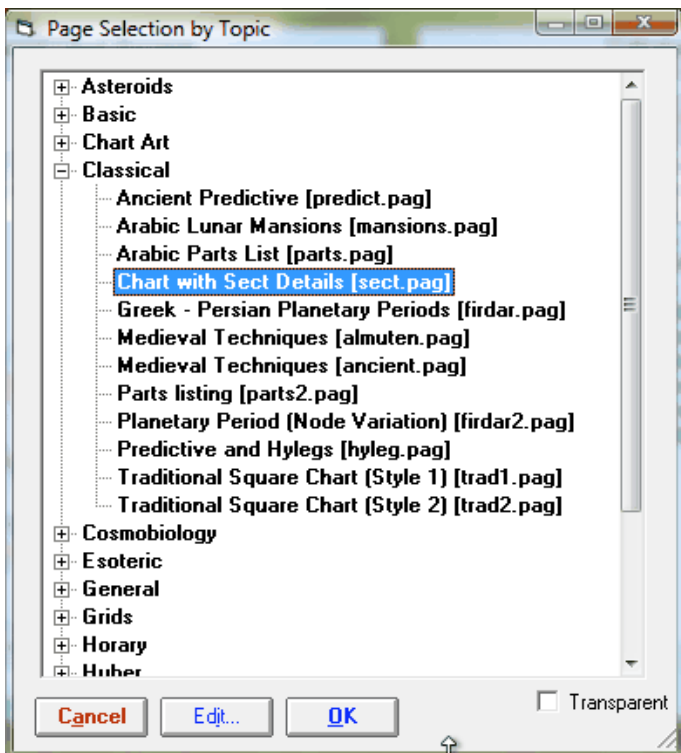 Page Selection by Topic
Asteroids
Basic
Chart Art
Classical
Ancient Predictive [predict.pag]
Arabic Lunar Mansions [mansions.pag]
Arabic Parts List [parts.pag]
Chart with Sect Details [sect.pag]
Greek - Persian Planetary Periods [firdar.pag]
Medieval Techniques [almuten.pag]
Medieval Techniques [ancient.pag]
Parts listing [parts2.pag]
Planetary Period (Node Variation) [firdar2.pag]
Predictive and Hylegs [hyleg.pag]
Traditional Square Chart (Style 1) [trad1.pag]
Traditional Square Chart (Style 2) [trad2.pag]
Cosmobiology
Esoteric
General
Grids
Horary
Huber
Cancel Edit... OK Transparent